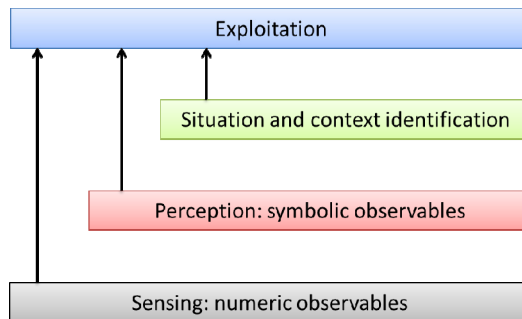 Exploitation
Situation and context identification
Perception: symbolic observables
Sensing: numeric observables